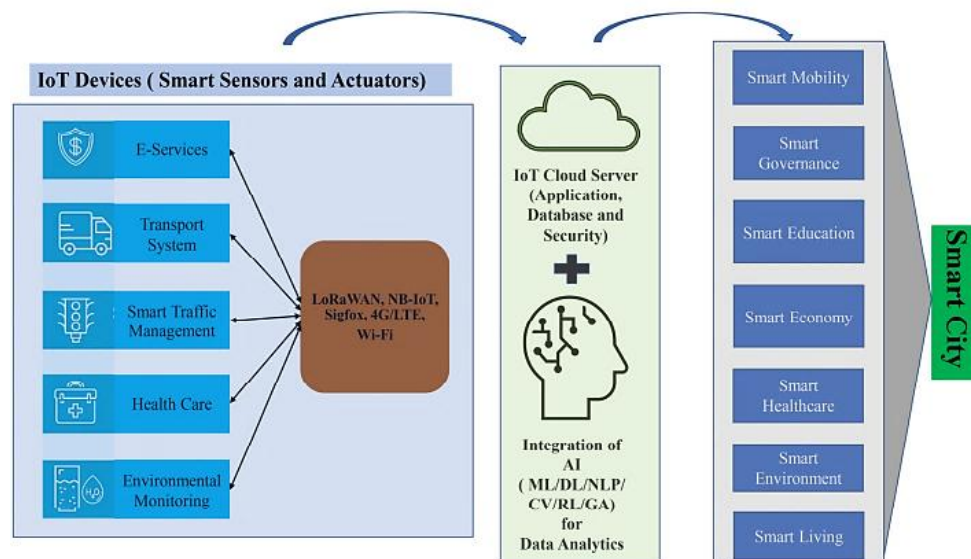 IoT Devices ( Smart Sensors and Actuators)
E-Services
Transport
System
Smart Traffic
Management
Health Care
H₂O
Environmental
Monitoring
LoRaWAN, NB-IoT,
Sigfox, 4G/LTE,
Wi-Fi
IoT Cloud Server
(Application,
Database and
Security)
Integration of
AI
( ML/DL/NLP/
CV/RL/GA)
for
Data Analytics
Smart Mobility
Smart
Governance
Smart Education
Smart Economy
Smart
Healthcare
Smart
Environment
Smart Living
Smart City